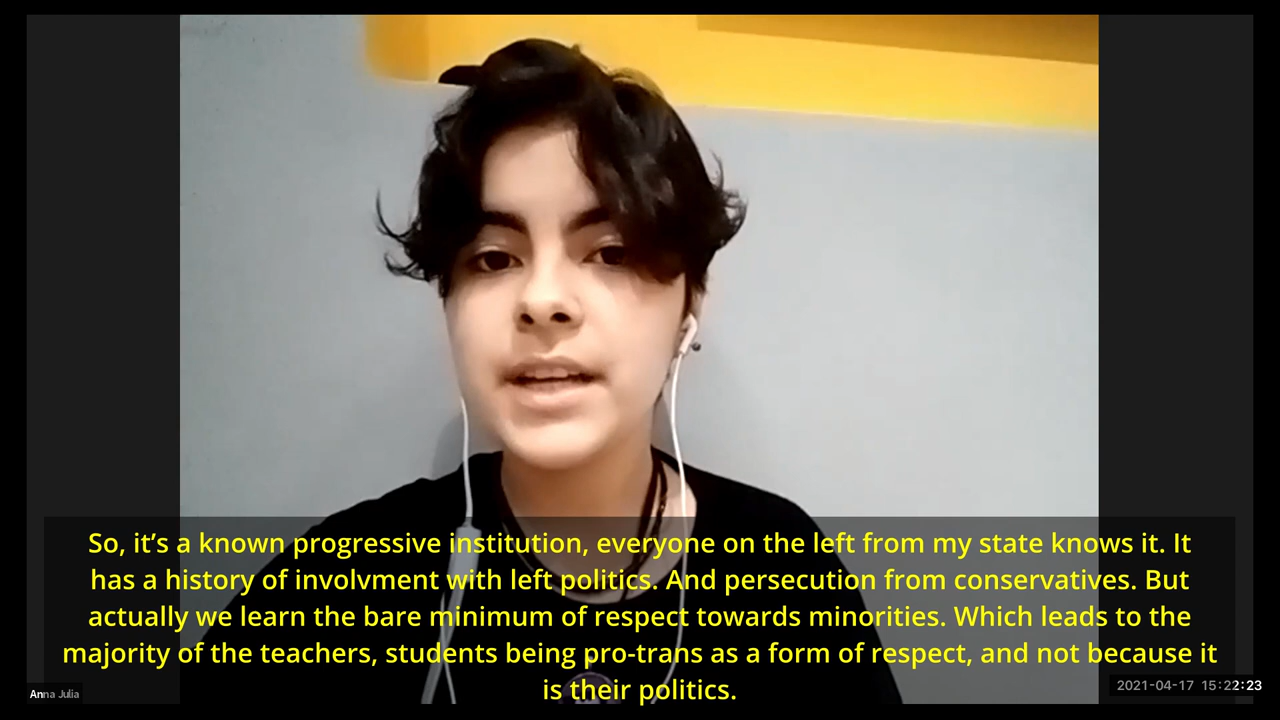 So, it’s a known progressive institution, everyone on the left from my state knows it. It
has a history of involvment with left politics. And persecution from conservatives. But
actually we learn the bare minimum of respect towards minorities. Which leads to the
majority of the teachers, students being pro-trans as a form of respect, and not because it
is their politics.
Anna Julia
2021-04-17 15:22:23